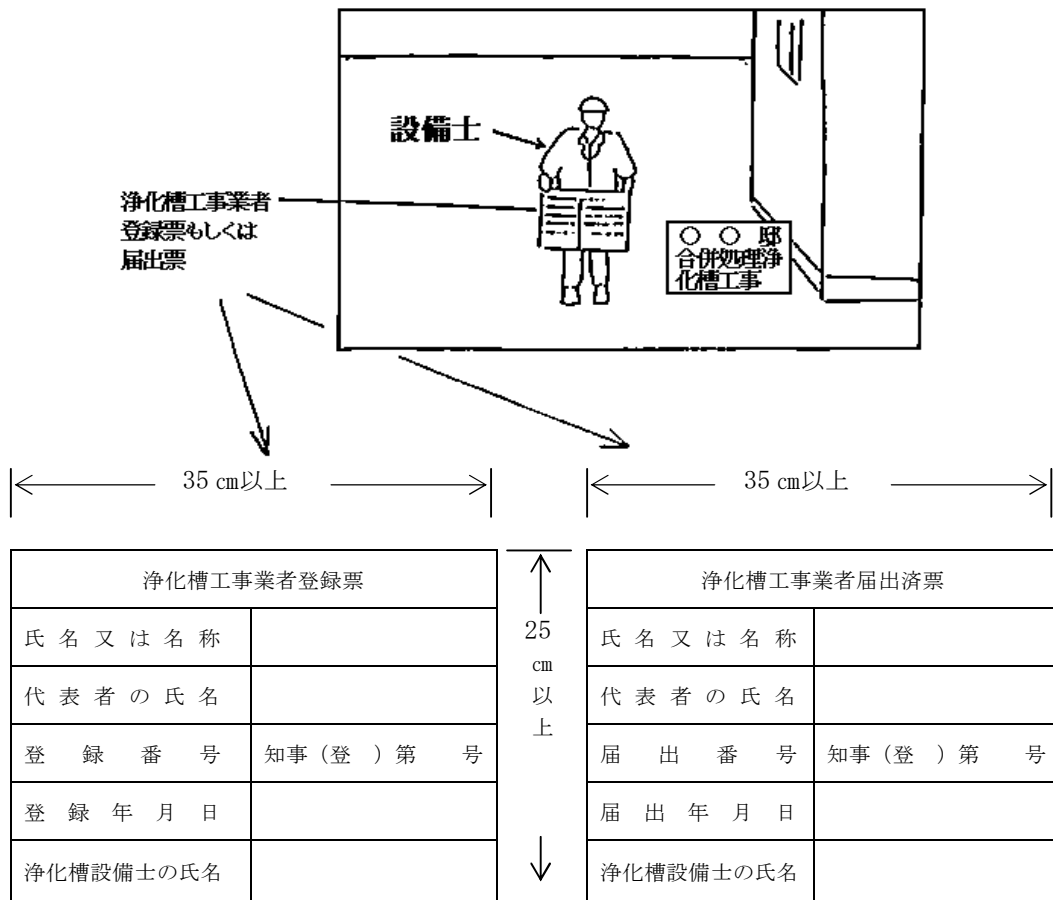 設備士
浄化槽工事業者
登録票もしくは
届出票
○ ○ 邸
合併処理浄
化槽工事
35 ㎝以上
35 ㎝以上
浄化槽工事業者登録票
氏名又は名称
代表者の氏名
登録番号 知事（登　）第　　号
登録年月日
浄化槽設備士の氏名
25
㎝
以
上
浄化槽工事業者届出済票
氏名又は名称
代表者の氏名
届出番号 知事（登　）第　　号
届出年月日
浄化槽設備士の氏名